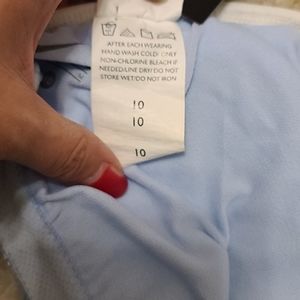 AFTER EACH WEARING
HAND WASH COLD/ ONLY
NON-CHLORINE BLEACH IF
NEEDED/LINE DRY/ DO NOT
STORE WET/DO NOT IRON
10
10
10